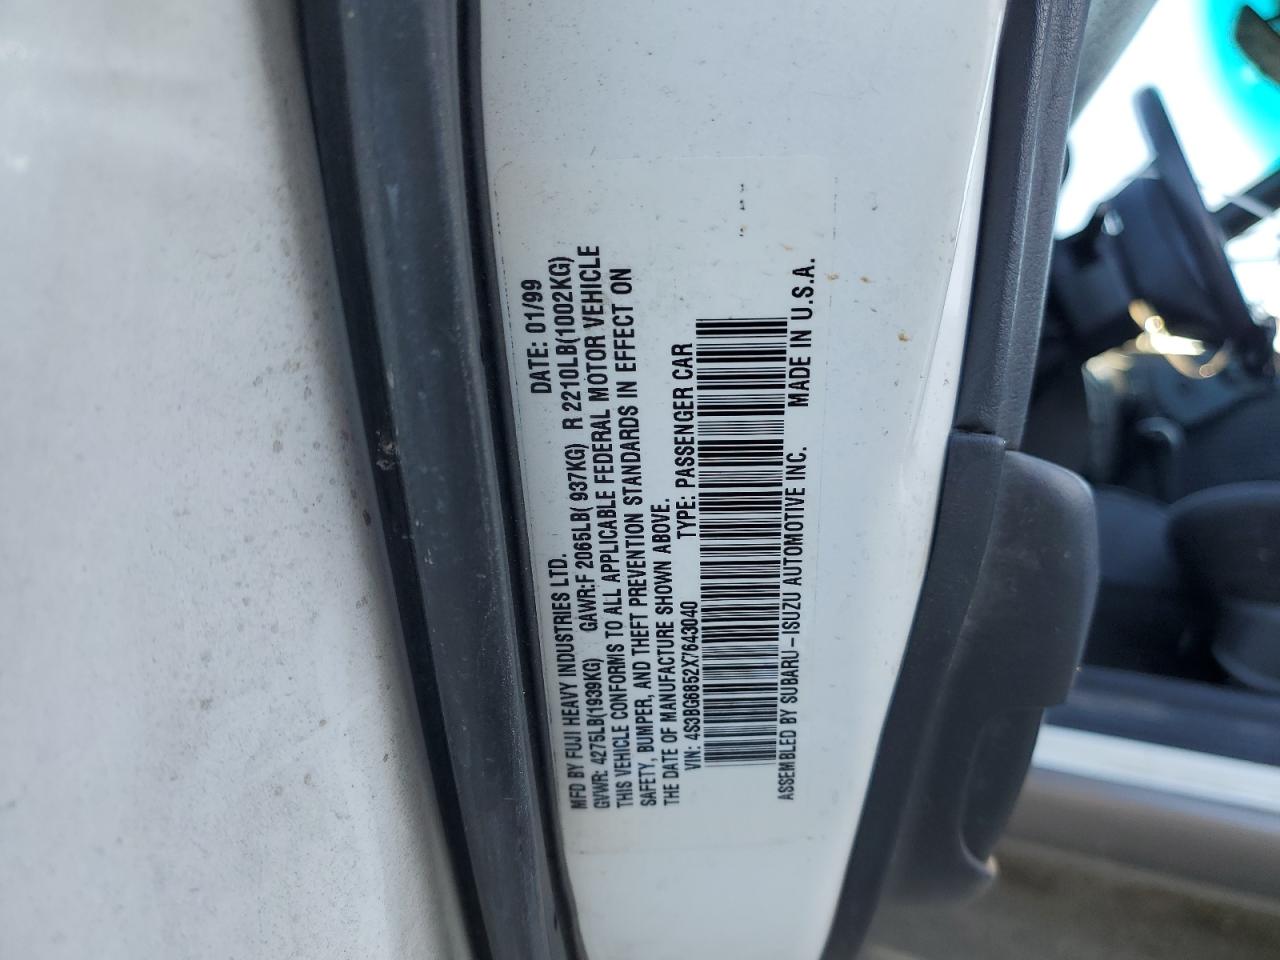 MFD BY FUJI HEAVY INDUSTRIES LTD. DATE: 01/99
GVWR: 4275LB(1939KG) GAWR:F 2065LB( 937KG) R 2210LB(1002KG)
THIS VEHICLE CONFORMS TO ALL APPLICABLE FEDERAL MOTOR VEHICLE
SAFETY, BUMPER, AND THEFT PREVENTION STANDARDS IN EFFECT ON
THE DATE OF MANUFACTURE SHOWN ABOVE.
VIN: 4S3BG6852X7643040 TYPE: PASSENGER CAR
ASSEMBLED BY SUBARU-ISUZU AUTOMOTIVE INC. MADE IN U.S.A.